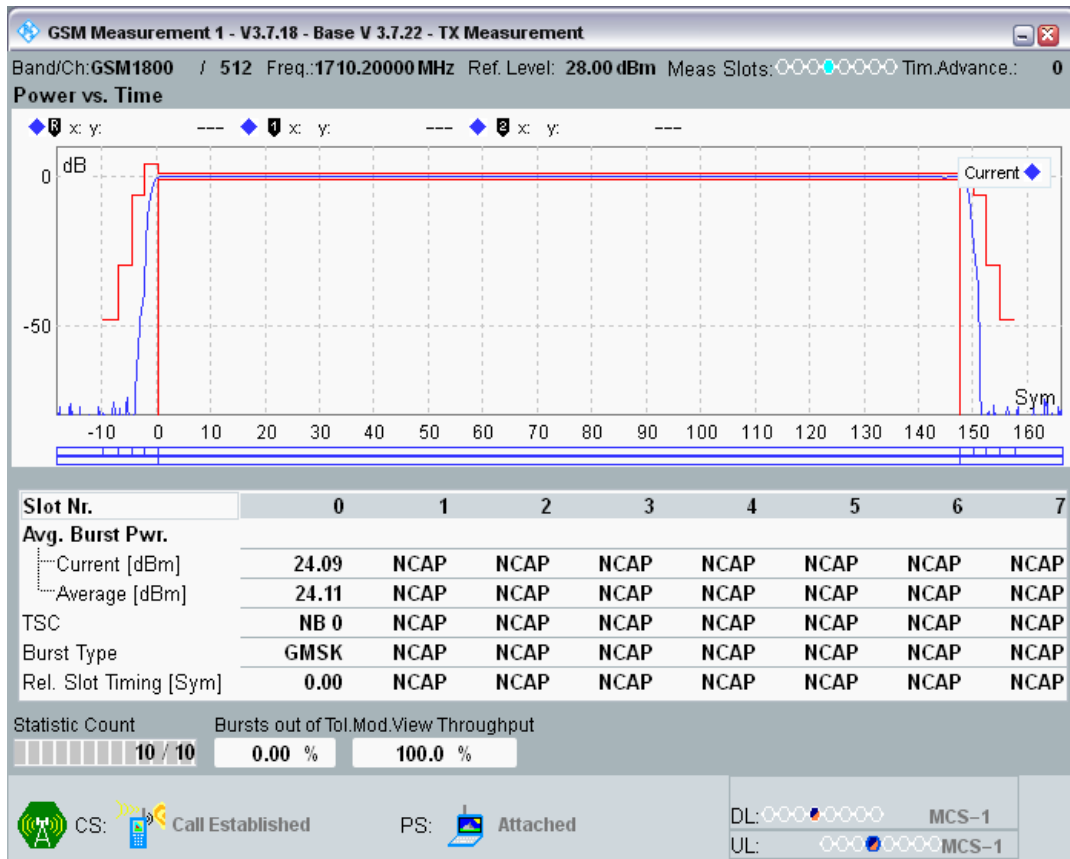 GSM Measurement 1 - V3.7.18 - Base V 3.7.22 - TX Measurement
Band/Ch:GSM1800 / 512 Freq.:1710.20000 MHz Ref. Level: 28.00 dBm Meas Slots: Tim.Advance.: 0
Power vs. Time
R x: y: --- 1 x: y: --- 2 x: y: ---
dB
Current
0
-50
Sym
-10 0 10 20 30 40 50 60 70 80 90 100 110 120 130 140 150 160
Slot Nr. 0 1 2 3 4 5 6 7
Avg. Burst Pwr.
Current [dBm] 24.09 NCAP NCAP NCAP NCAP NCAP NCAP NCAP
Average [dBm] 24.11 NCAP NCAP NCAP NCAP NCAP NCAP NCAP
TSC NB 0 NCAP NCAP NCAP NCAP NCAP NCAP NCAP
Burst Type GMSK NCAP NCAP NCAP NCAP NCAP NCAP NCAP
Rel. Slot Timing [Sym] 0.00 NCAP NCAP NCAP NCAP NCAP NCAP NCAP
Statistic Count Bursts out of Tol.Mod.View Throughput
10 / 10 0.00 % 100.0 %
CS: Call Established PS: Attached DL: MCS-1
UL: MCS-1